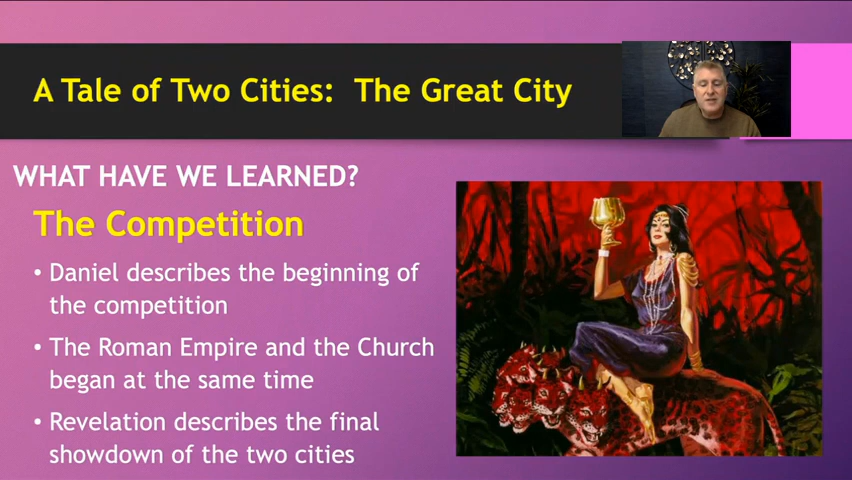 A Tale of Two Cities: The Great City
WHAT HAVE WE LEARNED?
The Competition
• Daniel describes the beginning of
the competition
• The Roman Empire and the Church
began at the same time
• Revelation describes the final
showdown of the two cities